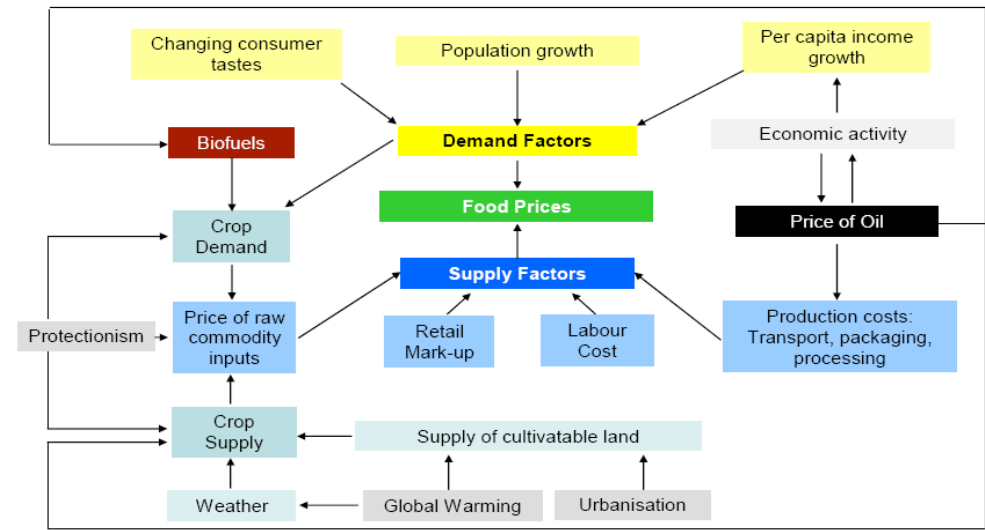 Changing consumer
tastes
Population growth
Per capita income
growth
Biofuels
Demand Factors
Economic activity
Food Prices
Price of Oil
Crop
Demand
Supply Factors
Protectionism
Price of raw
commodity
inputs
Retail
Mark-up
Labour
Cost
Production costs:
Transport, packaging,
processing
Crop
Supply
Supply of cultivatable land
Weather
Global Warming
Urbanisation